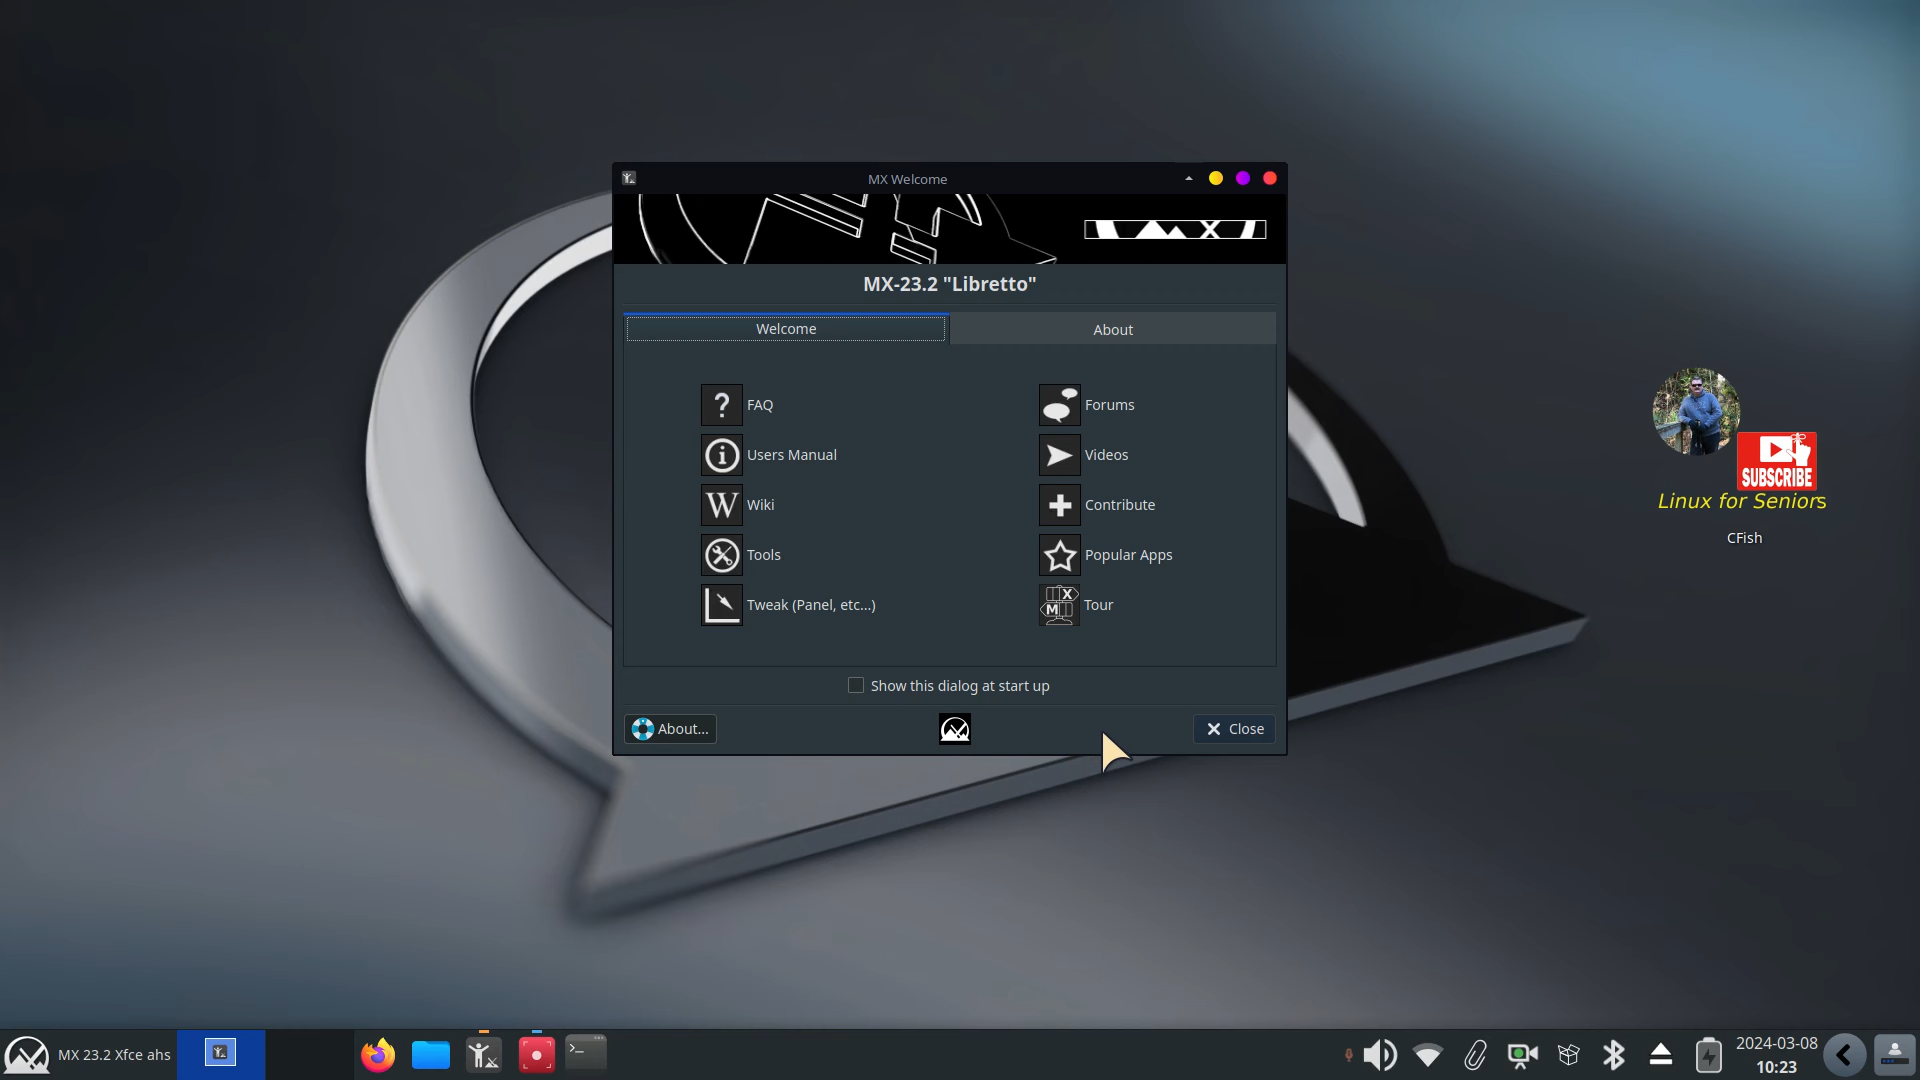 MX Welcome
MX-23.2 "Libretto"
Welcome
About
FAQ
Forums
Users Manual
Videos
Wiki
Contribute
Tools
Popular Apps
Tweak (Panel, etc...)
Tour
Show this dialog at start up
About...
Close
SUBSCRIBE
Linux for Seniors
CFish
MX 23.2 Xfce ahs
2024-03-08
10:23